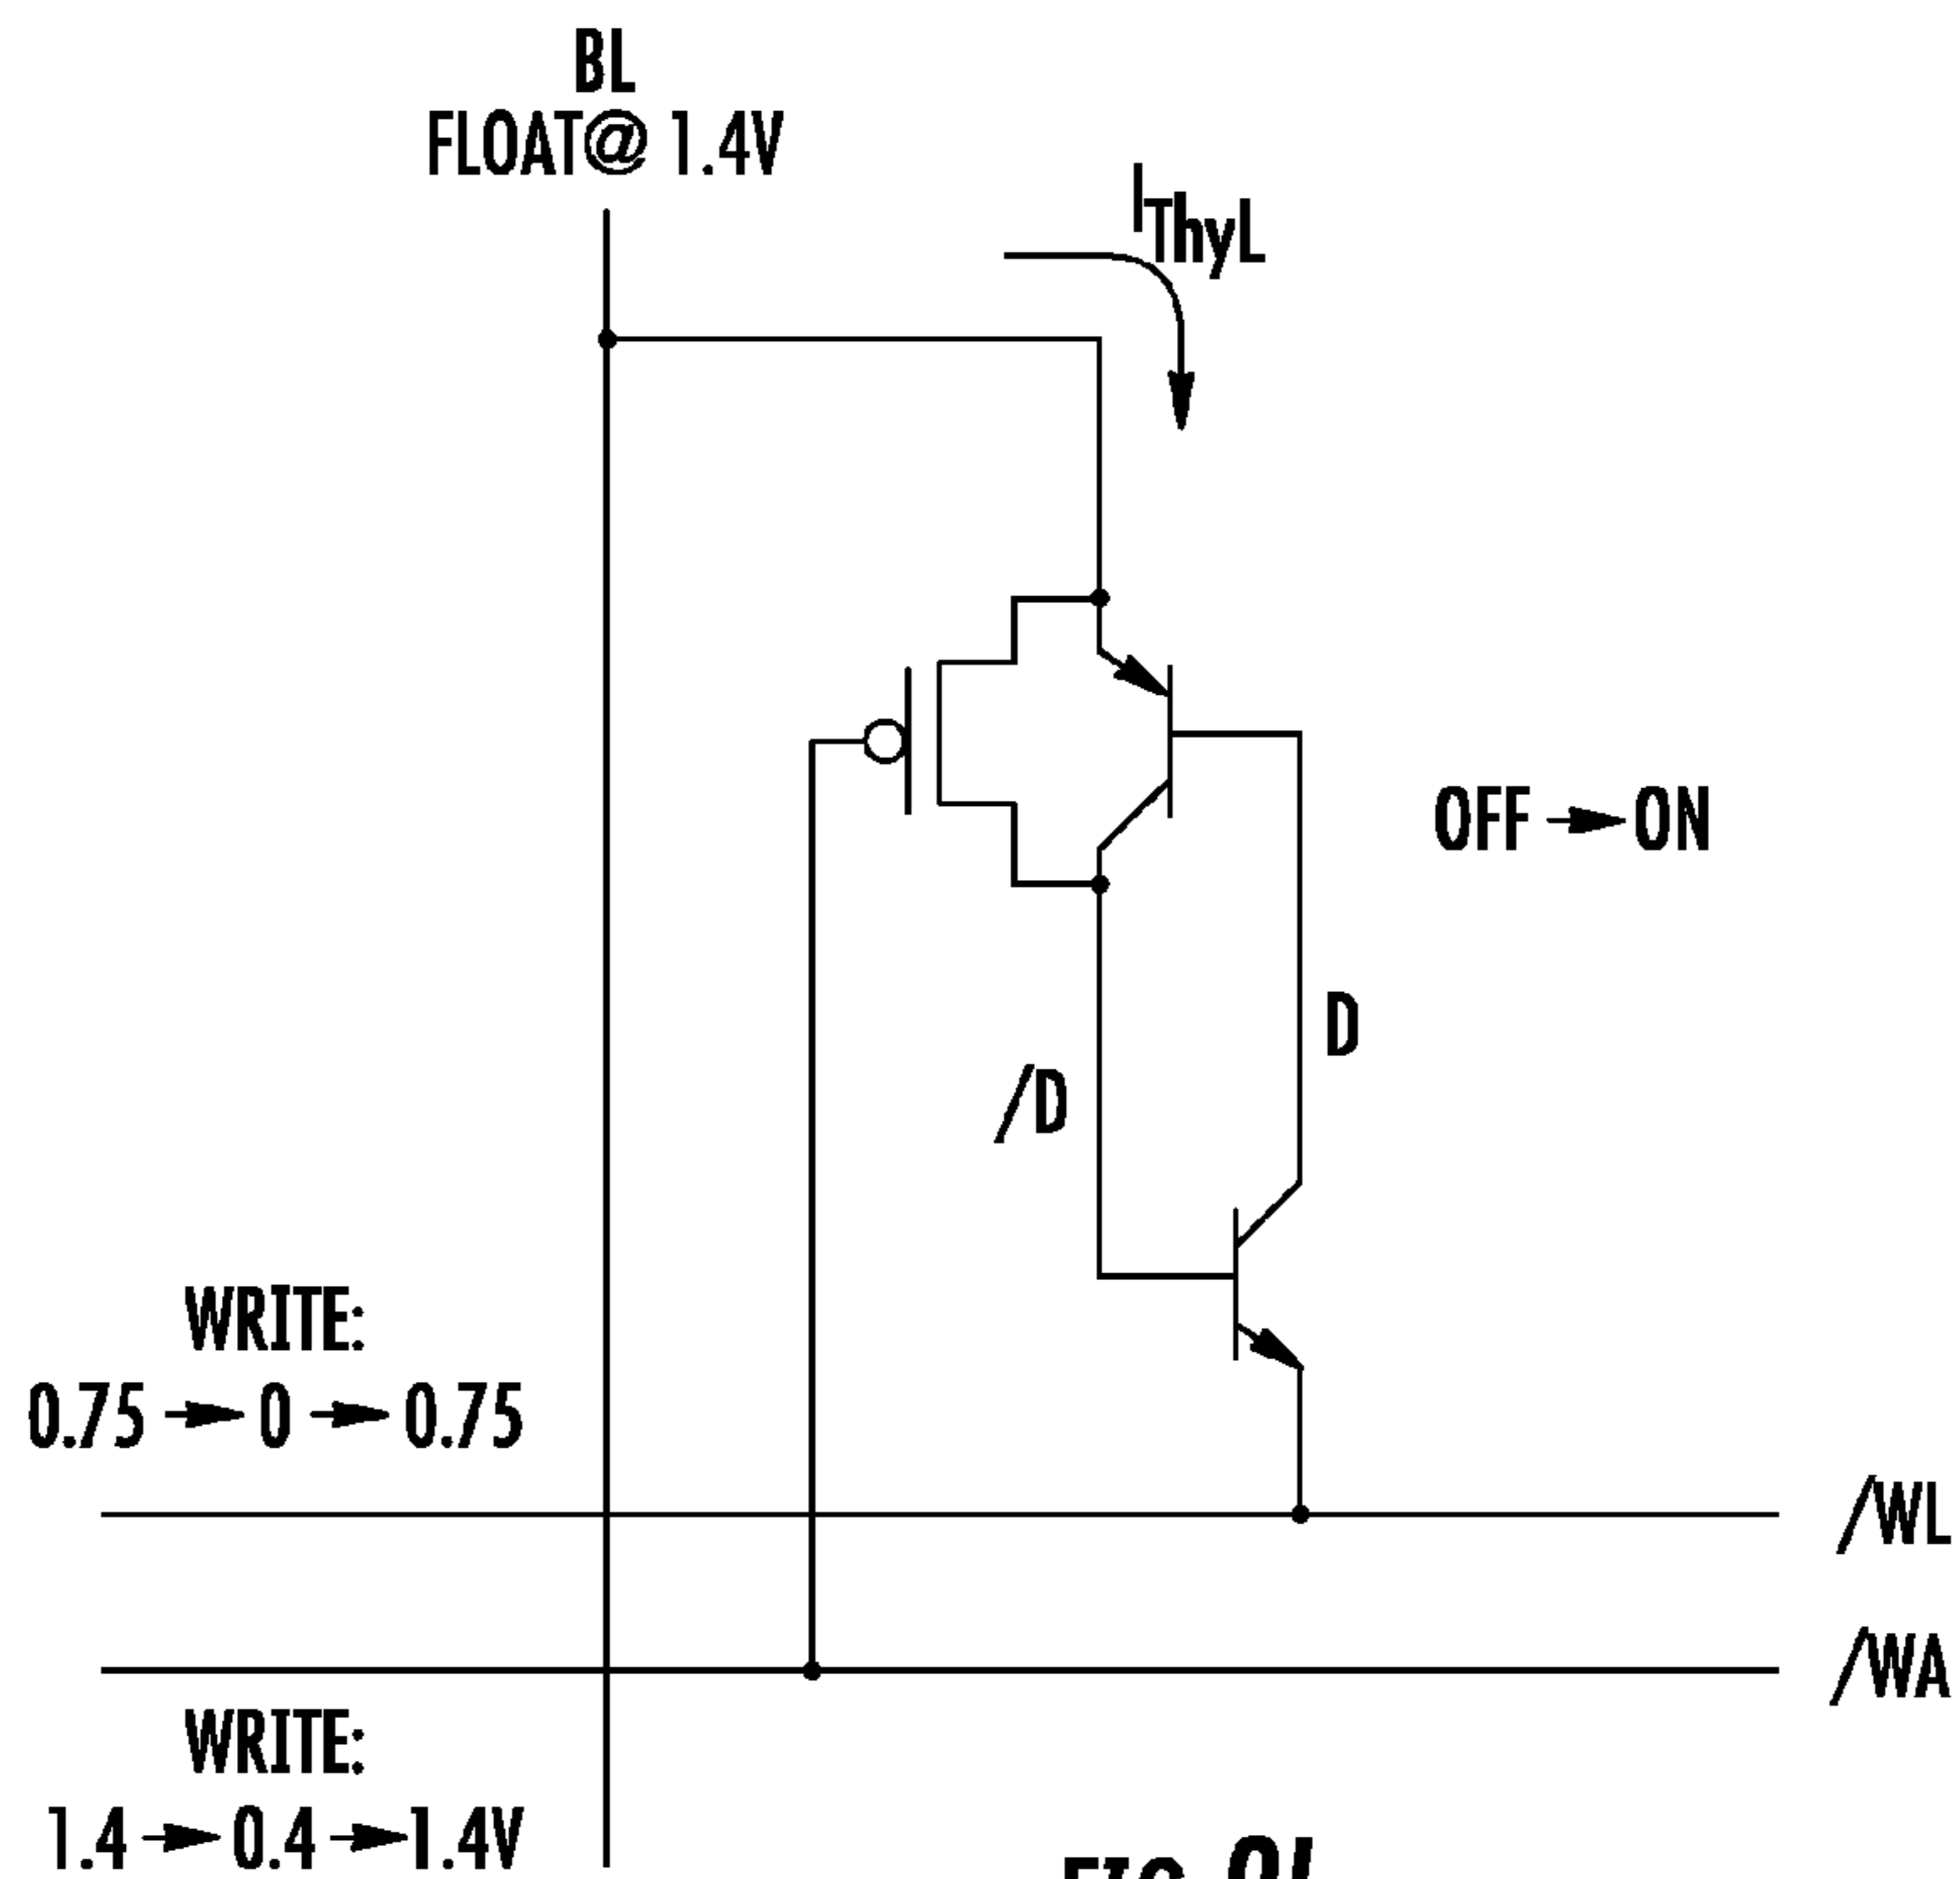 BL
FLOAT@ 1.4V
IThyL
OFF → ON
D
/D
WRITE:
0.75 → 0 → 0.75
/WL
/WA
WRITE:
1.4 → 0.4 → 1.4V